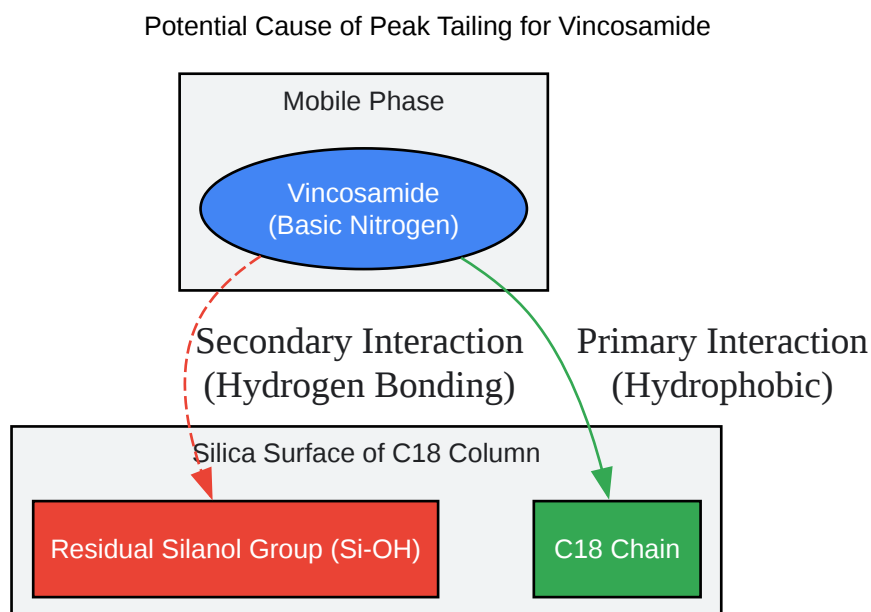 Potential Cause of Peak Tailing for Vincosamide
Mobile Phase
Vincosamide
(Basic Nitrogen)
Secondary Interaction
(Hydrogen Bonding)
Primary Interaction
(Hydrophobic)
Silica Surface of C18 Column
Residual Silanol Group (Si-OH)
C18 Chain